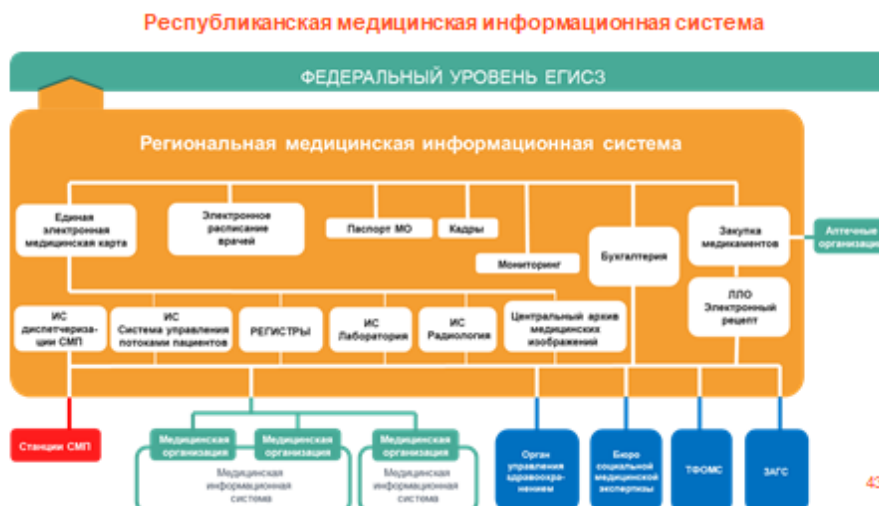 Республиканская медицинская информационная система
ФЕДЕРАЛЬНЫЙ УРОВЕНЬ ЕГИСЗ
Региональная медицинская информационная система
Единая
электронная
медицинская карта
Электронное
расписание
врачей
Паспорт МО
Кадры
Мониторинг
Бухгалтерия
Закупка
медикаментов
Аптечные
организации
ИС
диспетчериза-
ции СМП
ИС
Система управления
потоками пациентов
РЕГИСТРЫ
ИС
Лаборатория
ИС
Радиология
Центральный архив
медицинских
изображений
ЛПО
Электронный
рецепт
Станции СМП
Медицинская
организация
Медицинская
организация
Медицинская
информационная
система
Медицинская
организация
Медицинская
информационная
система
Орган
управления
здравоохра-
нением
Бюро
социальной
медицинской
экспертизы
ТФОМС
ЗАГС
43